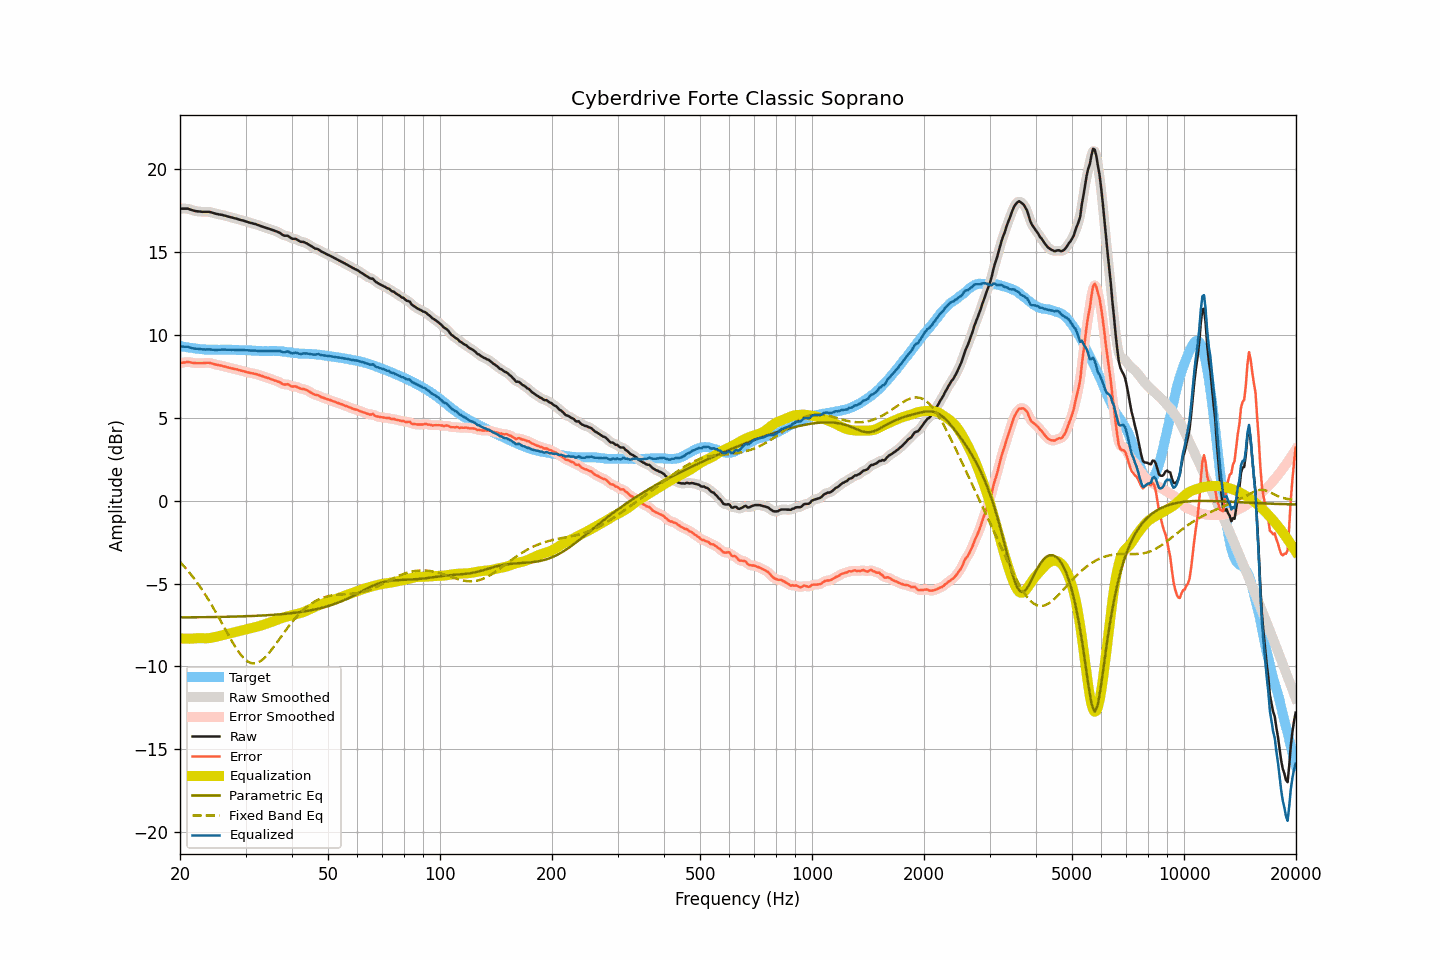 Cyberdrive Forte Classic Soprano
20
15
10
5
0
−5
−10
−15
−20
Amplitude (dBr)
Target
Raw Smoothed
Error Smoothed
Raw
Error
Equalization
Parametric Eq
Fixed Band Eq
Equalized
20 50 100 200 500 1000 2000 5000 10000 20000
Frequency (Hz)